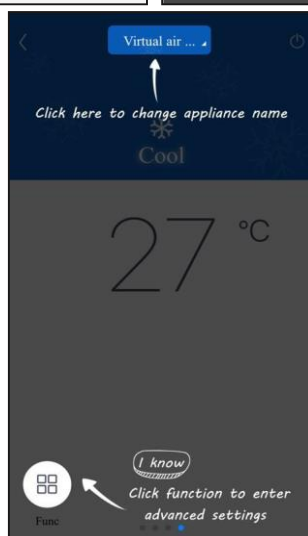 Virtual air ...
Click here to change appliance name
Cool
27 °C
I know
Click function to enter
advanced settings
Func